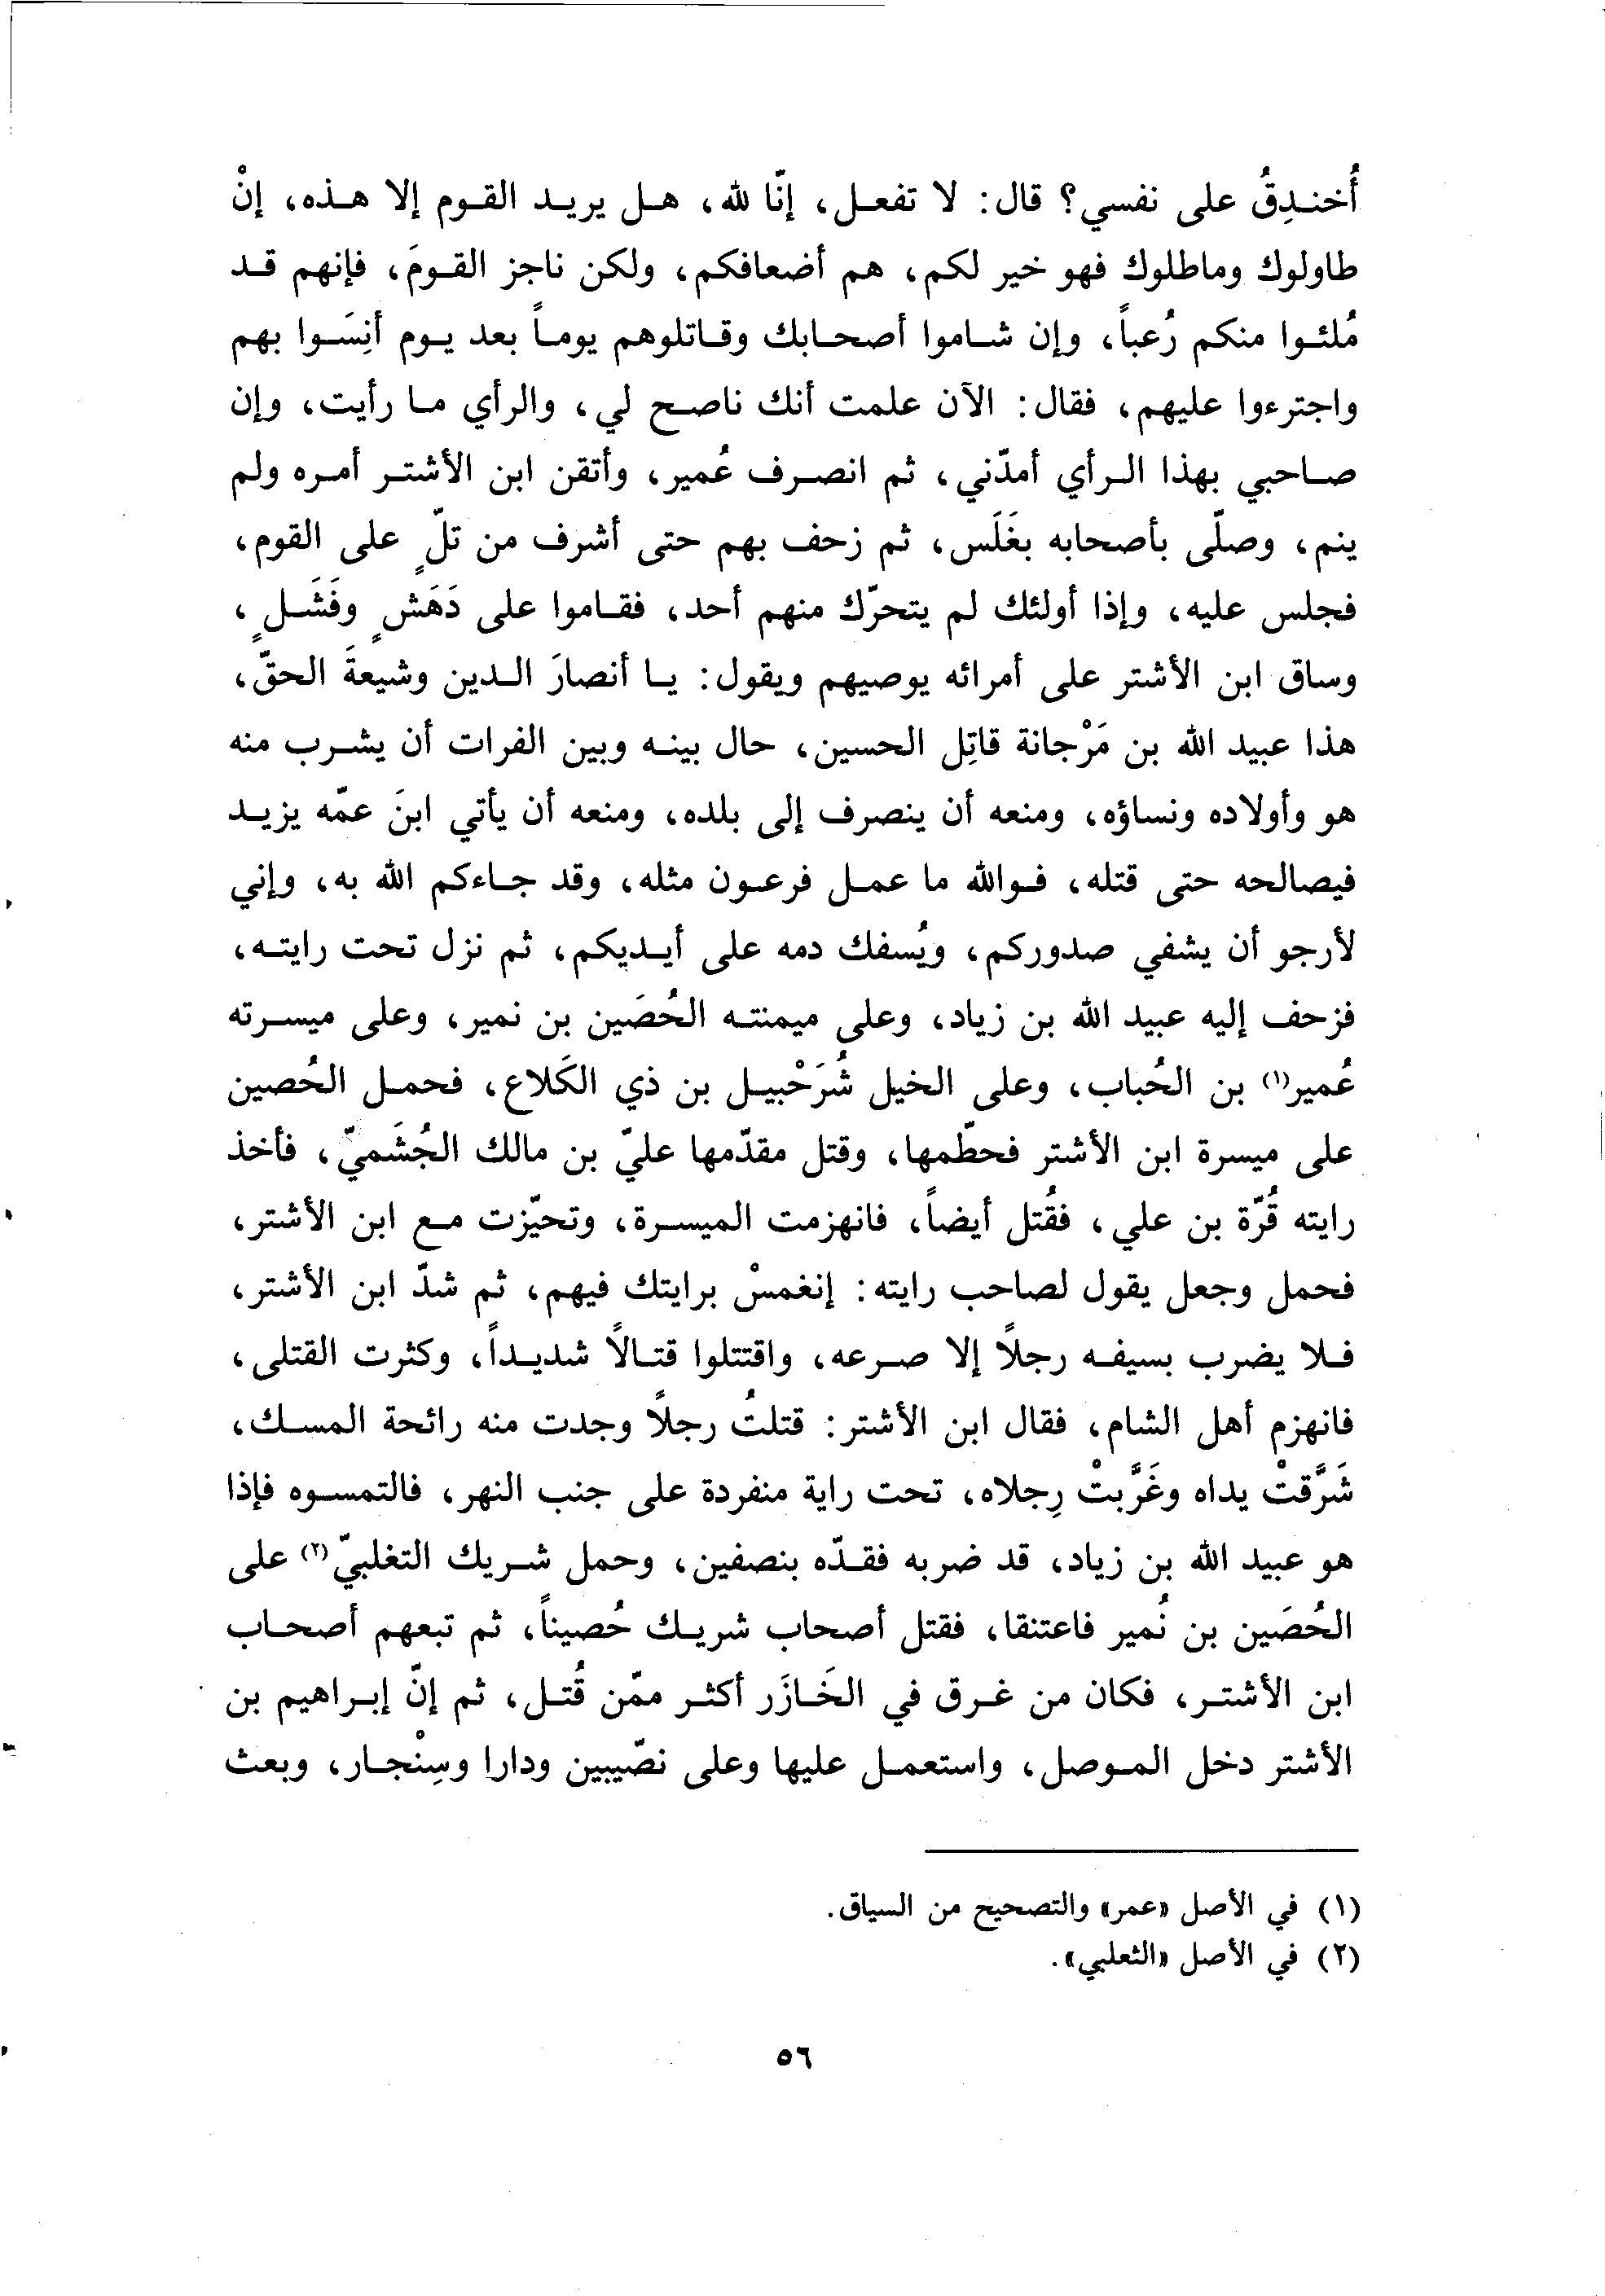 أُخندِقُ على نفسي؟ قال: لا تفعل، إنّا لله، هل يريد القوم إلا هذه، إنْ
طاولوك وماطلوك فهو خير لكم، هم أضعافكم، ولكن ناجز القومَ، فإنهم قد
مُلئوا منكم رُعباً، وإن شاموا أصحابك وقاتلوهم يوماً بعد يوم أنِسَوا بهم
واجترءوا عليهم، فقال: الآن علمت أنك ناصح لي، والرأي ما رأيت، وإن
صاحبي بهذا الرأي أمدّني، ثم انصرف عُمير، وأتقن ابن الأشتر أمره ولم
ينم، وصلّى بأصحابه بغَلَس، ثم زحف بهم حتى أشرف من تلٍّ على القوم،
فجلس عليه، وإذا أولئك لم يتحرّك منهم أحد، فقاموا على دَهَشٍ وفَشَلٍ،
وساق ابن الأشتر على أمرائه يوصيهم ويقول: يا أنصارَ الدين وشيعةَ الحقّ،
هذا عبيد الله بن مَرْجانة قاتِل الحسين، حال بينه وبين الفرات أن يشرب منه
هو وأولاده ونساؤه، ومنعه أن ينصرف إلى بلده، ومنعه أن يأتي ابنَ عمّه يزيد
فيصالحه حتى قتله، فوالله ما عمل فرعون مثله، وقد جاءكم الله به، وإني
لأرجو أن يشفي صدوركم، ويُسفك دمه على أيديكم، ثم نزل تحت رايته،
فزحف إليه عبيد الله بن زياد، وعلى ميمنته الحُصَين بن نمير، وعلى ميسرته
عُمير(١) بن الحُباب، وعلى الخيل شُرَحْبيل بن ذي الكَلاع، فحمل الحُصين
على ميسرة ابن الأشتر فحطّمها، وقتل مقدّمها عليّ بن مالك الجُشَميّ، فأخذ
رايته قُرّة بن علي، فقُتل أيضاً، فانهزمت الميسرة، وتحيّزت مع ابن الأشتر،
فحمل وجعل يقول لصاحب رايته: إنغمسْ برايتك فيهم، ثم شدّ ابن الأشتر،
فلا يضرب بسيفه رجلاً إلا صرعه، واقتتلوا قتالاً شديداً، وكثرت القتلى،
فانهزم أهل الشام، فقال ابن الأشتر: قتلتُ رجلاً وجدت منه رائحة المسك،
شَرَّقتْ يداه وغَرَّبتْ رِجلاه، تحت راية منفردة على جنب النهر، فالتمسوه فإذا
هو عبيد الله بن زياد، قد ضربه فقدّه بنصفين، وحمل شريك التغلبيّ(٢) على
الحُصَين بن نُمير فاعتنقا، فقتل أصحاب شريك حُصيناً، ثم تبعهم أصحاب
ابن الأشتر، فكان من غرق في الخَازَر أكثر ممّن قُتل، ثم إنّ إبراهيم بن
الأشتر دخل الموصل، واستعمل عليها وعلى نصّيبين ودارا وسِنْجار، وبعث
(١) في الأصل «عمر» والتصحيح من السياق.
(٢) في الأصل «الثعلبي».
٥٦